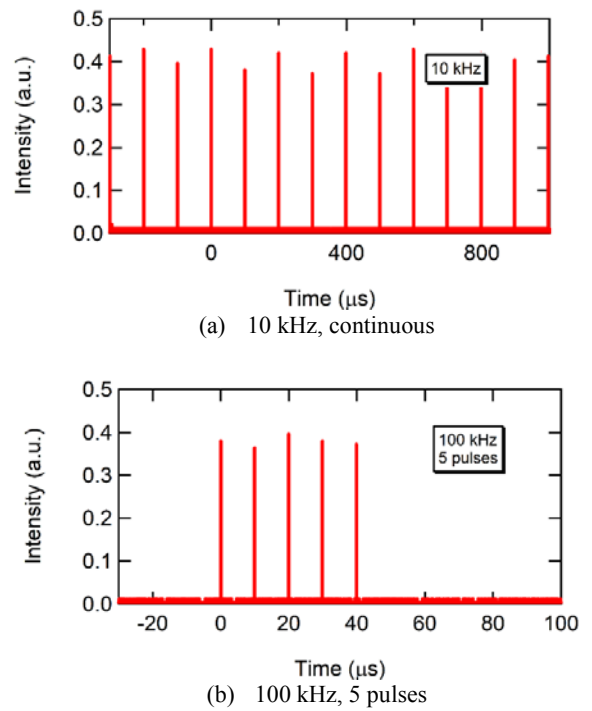 0.5
0.4
0.3
0.2
0.1
0.0
Intensity (a.u.)
10 kHz
0 400 800
Time (μs)
(a) 10 kHz, continuous
0.5
0.4
0.3
0.2
0.1
0.0
Intensity (a.u.)
100 kHz
5 pulses
-20 0 20 40 60 80 100
Time (μs)
(b) 100 kHz, 5 pulses